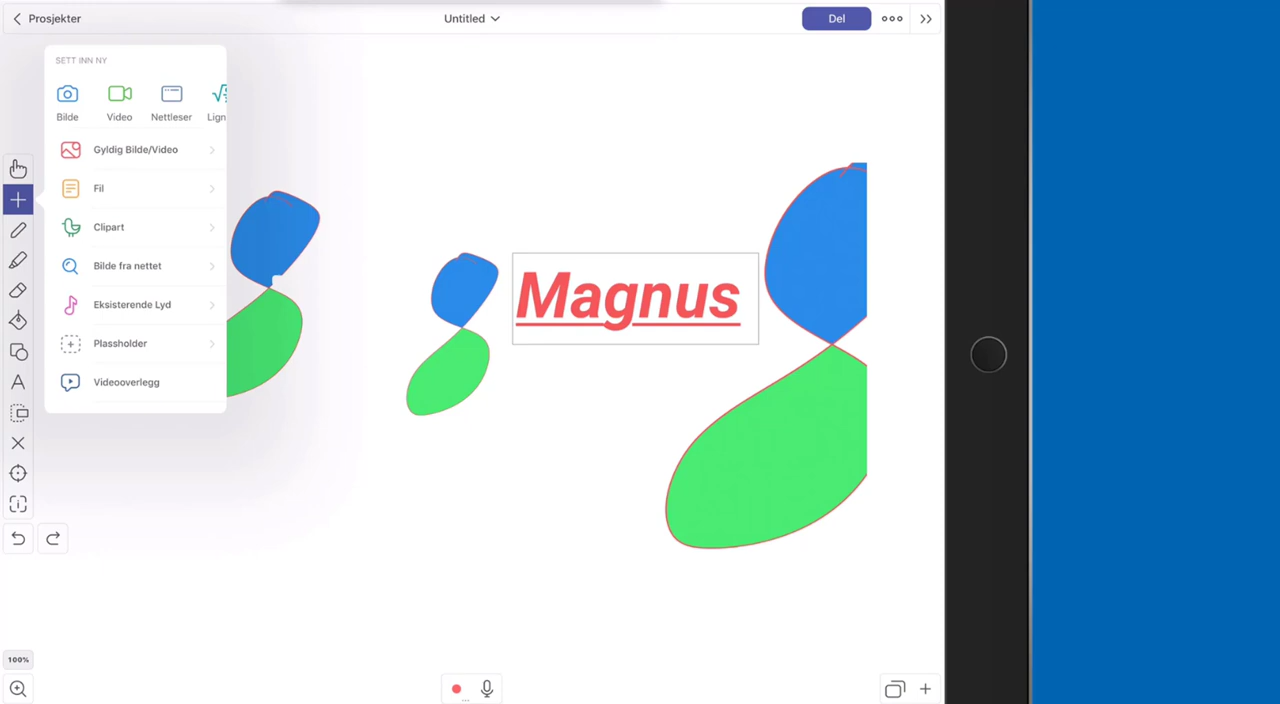 Prosjekter
Untitled
Del
SETT INN NY
Bilde
Video
Nettleser
Lign
Gyldig Bilde/Video
Fil
Clipart
Bilde fra nettet
Eksisterende Lyd
Plassholder
Videooverlegg
Magnus
100%